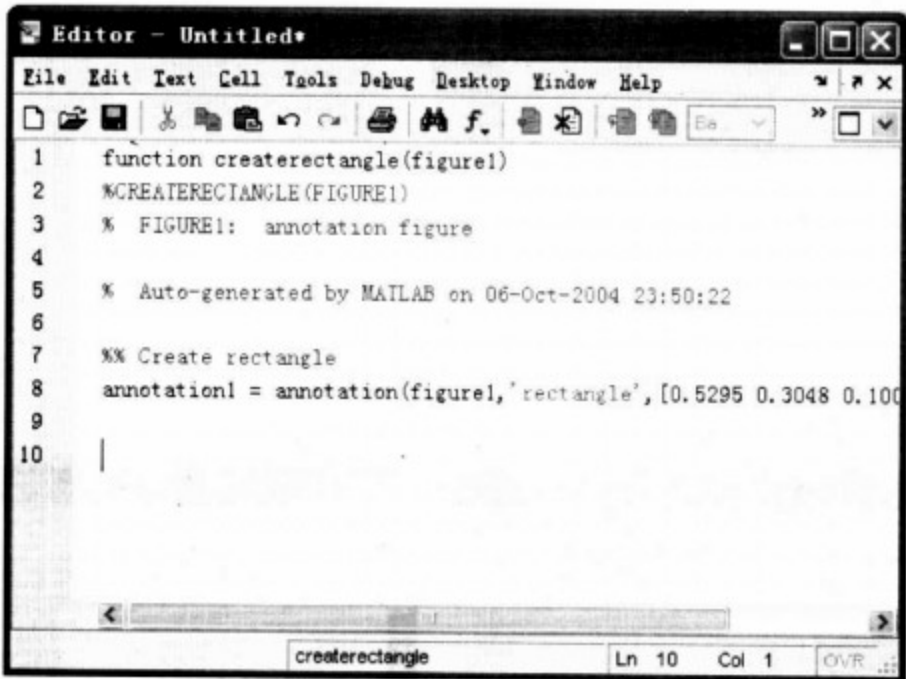 Editor - Untitled*
File Edit Text Cell Tools Debug Desktop Window Help
Ba
1 function createrectangle(figure1)
2 %CREATERECTANGLE(FIGURE1)
3 %  FIGURE1:  annotation figure
4
5 %  Auto-generated by MATLAB on 06-Oct-2004 23:50:22
6
7 %% Create rectangle
8 annotation1 = annotation(figure1,'rectangle',[0.5295 0.3048 0.100
9
10
createrectangle Ln 10 Col 1 OVR